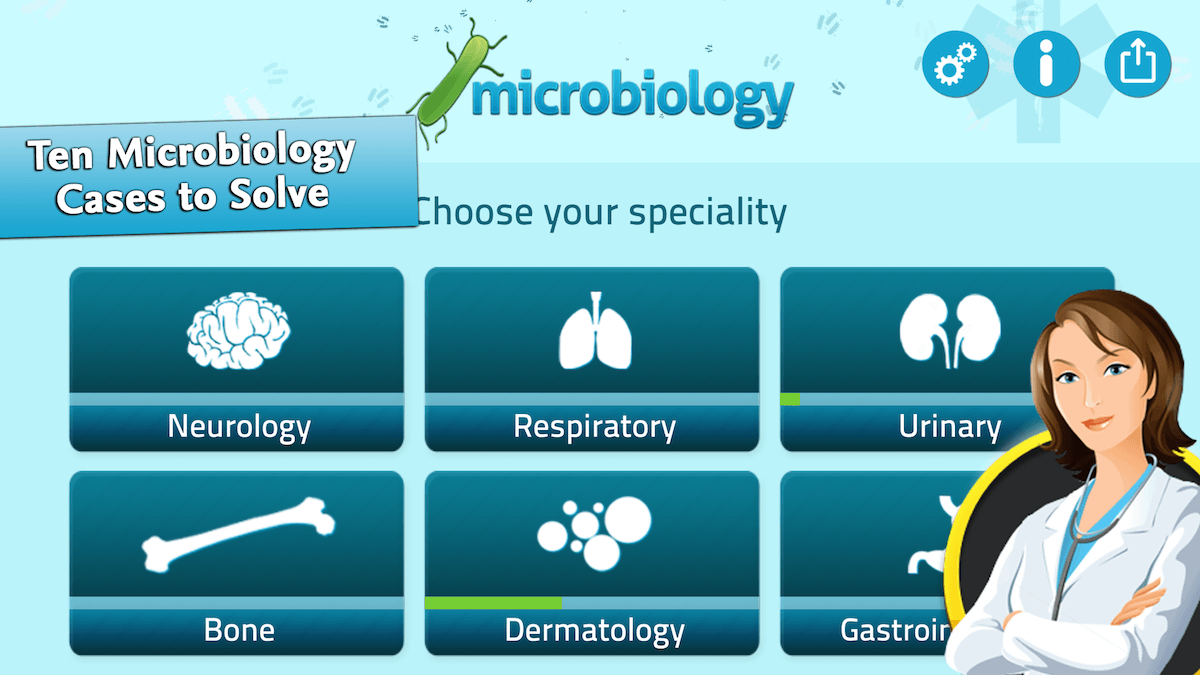 microbiology
Ten Microbiology
Cases to Solve
Choose your speciality
Neurology
Respiratory
Urinary
Bone
Dermatology